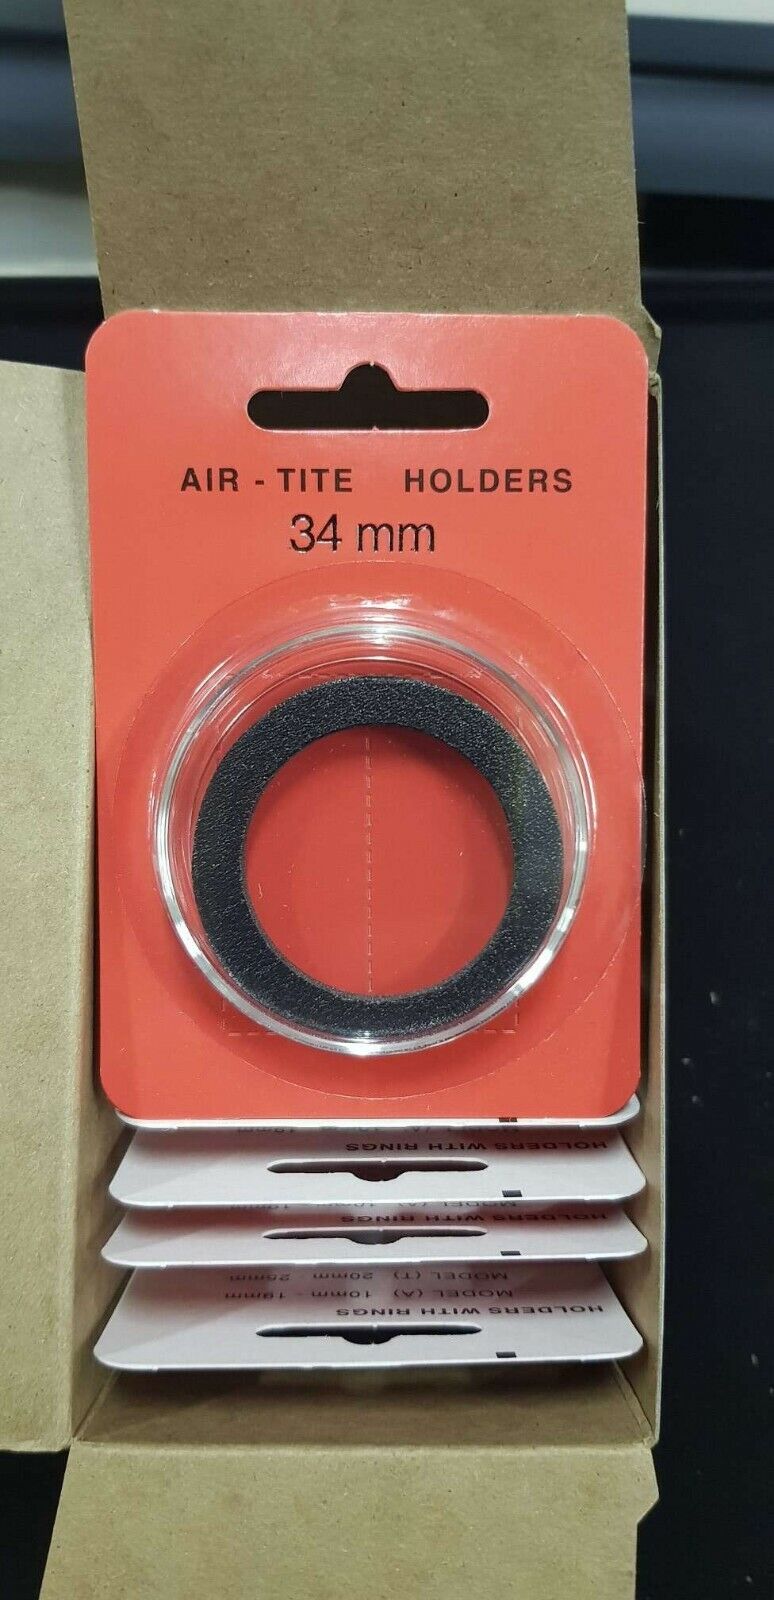 AIR - TITE HOLDERS
34 mm
HOLDERS WITH RINGS
HOLDERS WITH RINGS
HOLDERS WITH RINGS
MODEL (A) 10mm - 19mm
MODEL (T) 20mm 25mm